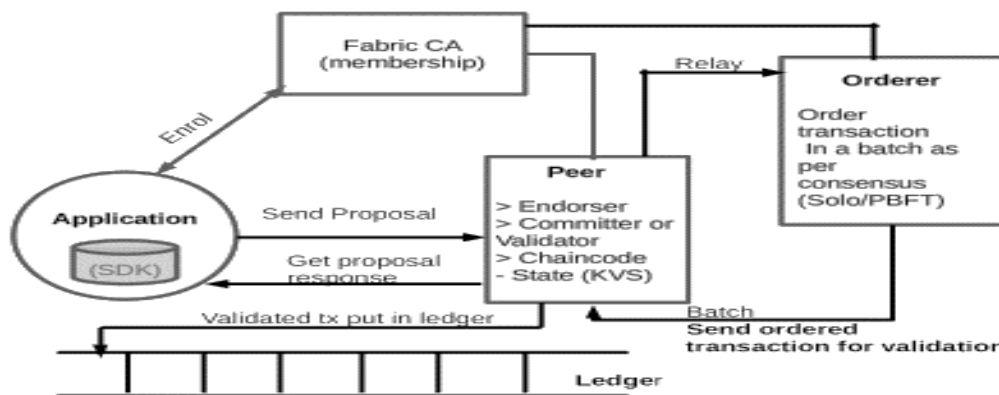 Fabric CA
(membership)
Enrol
Relay
Orderer
Order
transaction
In a batch as
per
consensus
(Solo/PBFT)
Peer
> Endorser
> Committer or
Validator
> Chaincode
- State (KVS)
Application
(SDK)
Send Proposal
Get proposal
response
Batch
Send ordered
transaction for validation
Validated tx put in ledger
Ledger